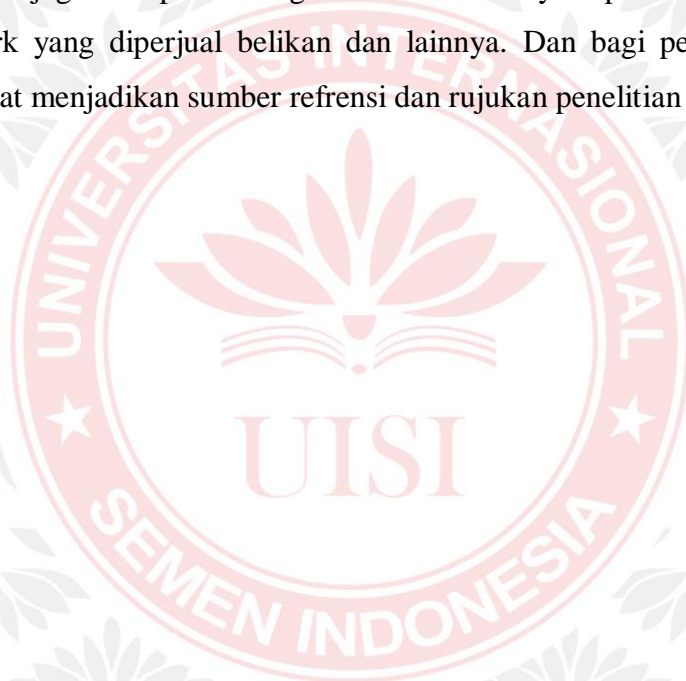 rk yang diperjual belikan dan lainnya. Dan bagi pe
at menjadikan sumber refrensi dan rujukan penelitian
UNIVERSITAS INTERNASIONAL
UISI
SEMEN INDONESIA